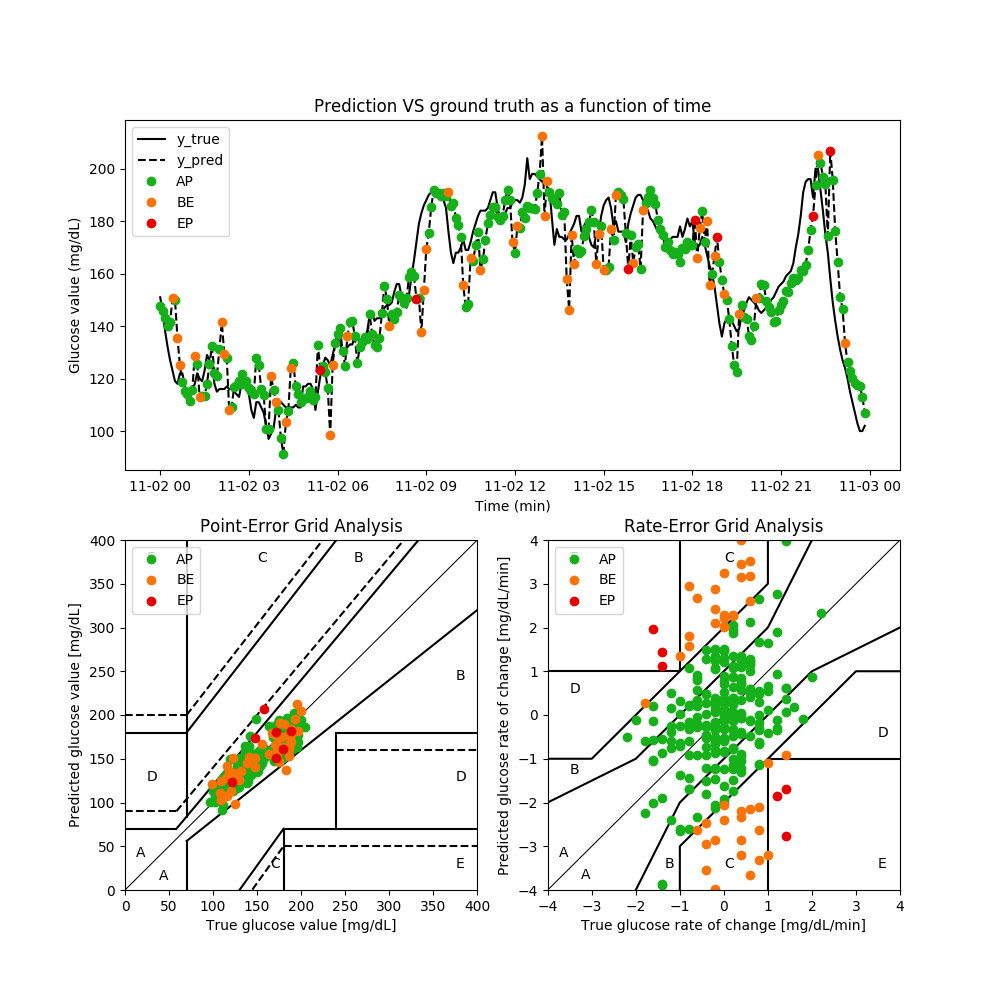 Prediction VS ground truth as a function of time
y_true
y_pred
AP
BE
EP
Glucose value (mg/dL)
200
180
160
140
120
100
11-02 00 11-02 03 11-02 06 11-02 09 11-02 12 11-02 15 11-02 18 11-02 21 11-03 00
Time (min)
Point-Error Grid Analysis
AP
BE
EP
C
B
B
D
D
A
A
C
E
Predicted glucose value [mg/dL]
400
350
300
250
200
150
100
50
0
0 50 100 150 200 250 300 350 400
True glucose value [mg/dL]
Rate-Error Grid Analysis
AP
BE
EP
C
D
D
B
A
A
B
C
E
Predicted glucose rate of change [mg/dL/min]
4
3
2
1
0
−1
−2
−3
−4
−4 −3 −2 −1 0 1 2 3 4
True glucose rate of change [mg/dL/min]